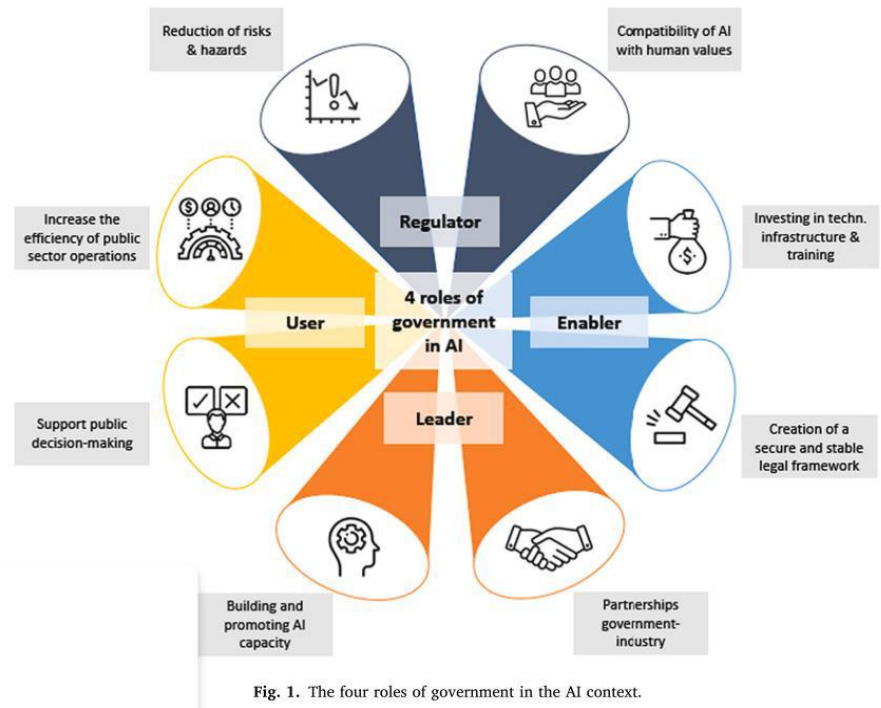 Reduction of risks
& hazards
Compatibility of AI
with human values
Increase the
efficiency of public
sector operations
Regulator
Investing in techn.
infrastructure &
training
User
4 roles of
government
in AI
Enabler
Support public
decision-making
Leader
Creation of a
secure and stable
legal framework
Building and
promoting AI
capacity
Partnerships
government-
industry
Fig. 1. The four roles of government in the AI context.